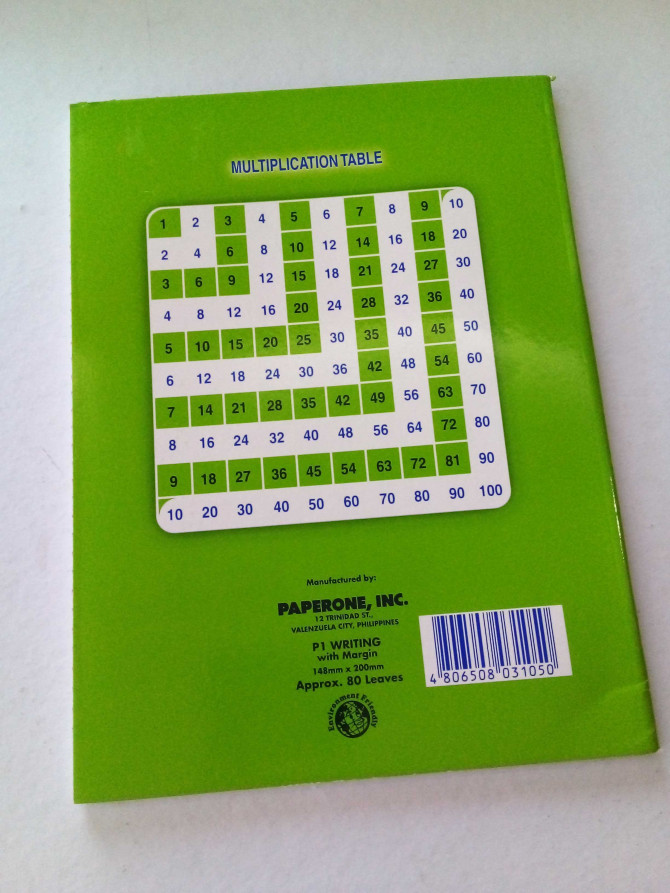 MULTIPLICATION TABLE
1 2 3 4 5 6 7 8 9 10
2 4 6 8 10 12 14 16 18 20
3 6 9 12 15 18 21 24 27 30
4 8 12 16 20 24 28 32 36 40
5 10 15 20 25 30 35 40 45 50
6 12 18 24 30 36 42 48 54 60
7 14 21 28 35 42 49 56 63 70
8 16 24 32 40 48 56 64 72 80
9 18 27 36 45 54 63 72 81 90
10 20 30 40 50 60 70 80 90 100
Manufactured by:
PAPERONE, INC.
12 TRINIDAD ST.,
VALENZUELA CITY, PHILIPPINES
P1 WRITING
with Margin
148mm x 200mm
Approx. 80 Leaves
Environment Friendly
4 806508 031050